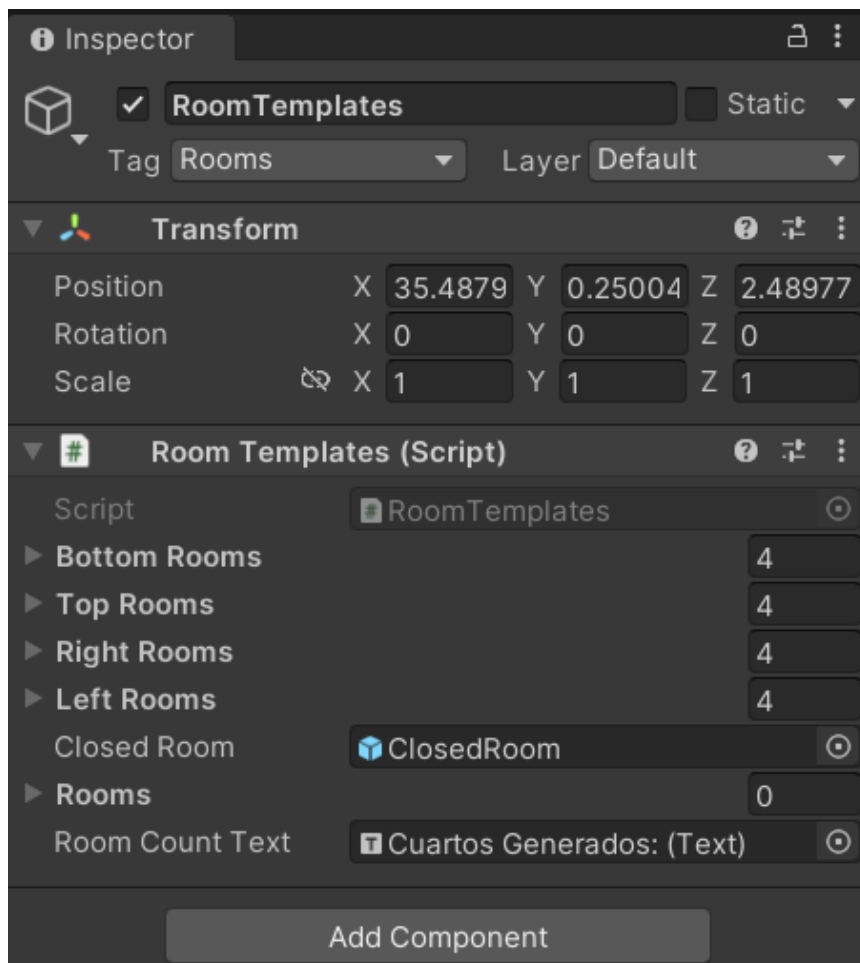 Inspector
RoomTemplates Static
Tag Rooms Layer Default
Transform
Position X 35.4879 Y 0.25004 Z 2.48977
Rotation X 0 Y 0 Z 0
Scale X 1 Y 1 Z 1
# Room Templates (Script)
Script # RoomTemplates
Bottom Rooms 4
Top Rooms 4
Right Rooms 4
Left Rooms 4
Closed Room ClosedRoom
Rooms 0
Room Count Text T Cuartos Generados: (Text)
Add Component